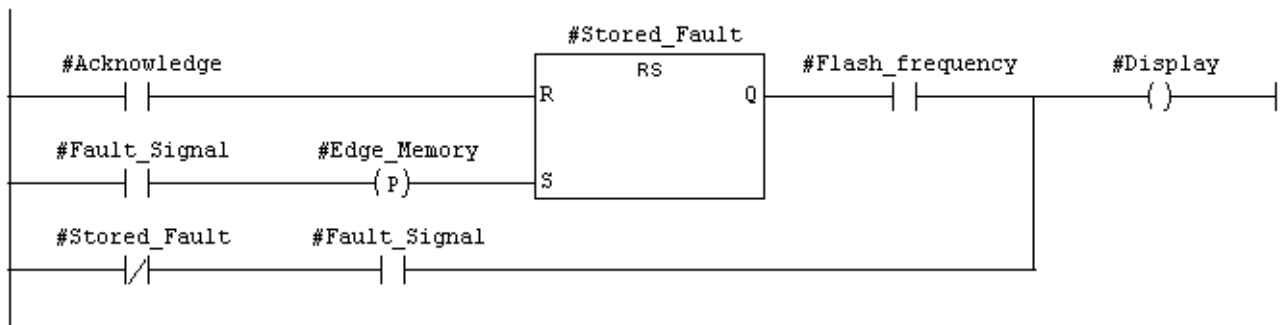 #Stored_Fault
#Acknowledge RS #Flash_frequency #Display
R Q
#Fault_Signal #Edge_Memory
P S
#Stored_Fault #Fault_Signal